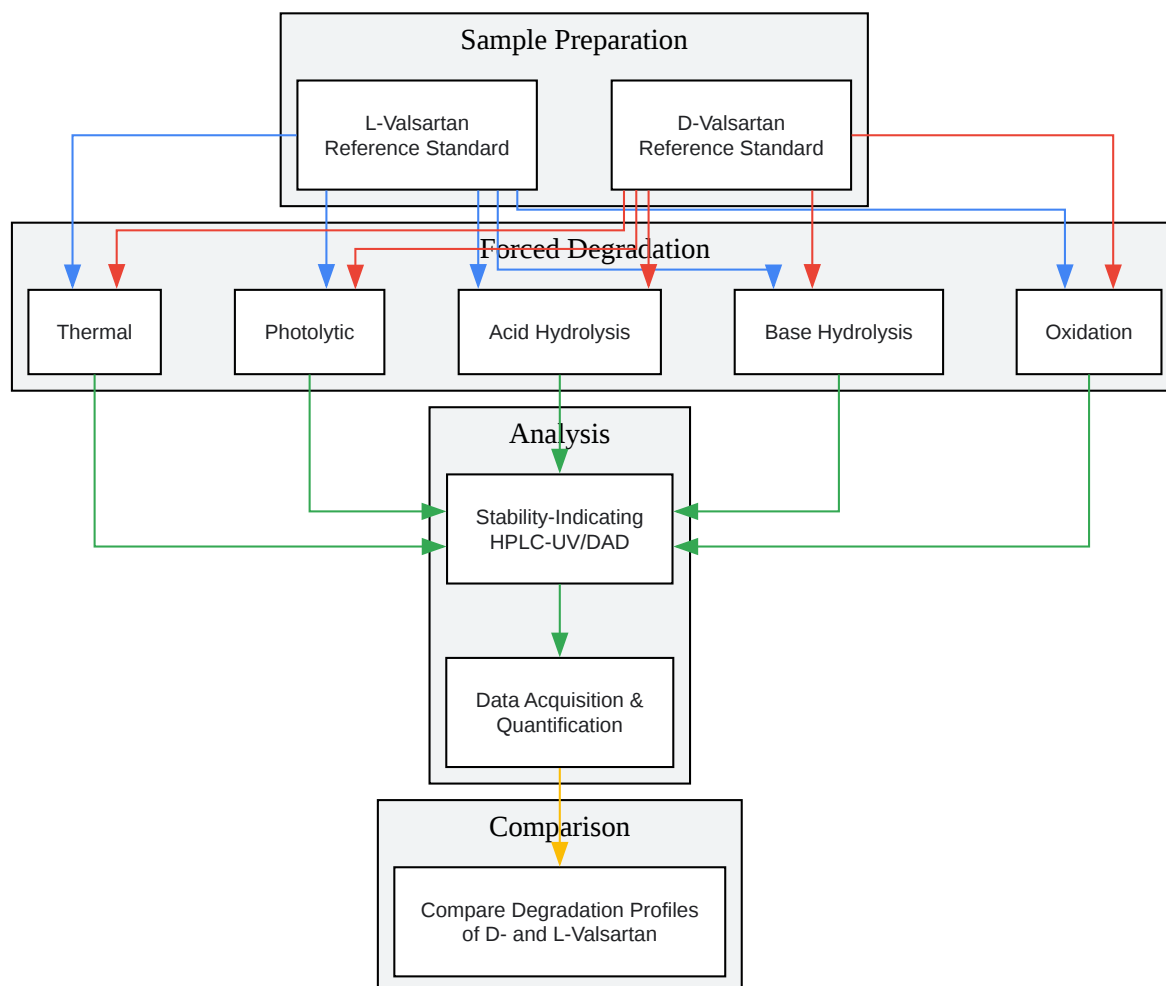 Sample Preparation
L-Valsartan
Reference Standard
D-Valsartan
Reference Standard
Forced Degradation
Thermal
Photolytic
Acid Hydrolysis
Base Hydrolysis
Oxidation
Analysis
Stability-Indicating
HPLC-UV/DAD
Data Acquisition &
Quantification
Comparison
Compare Degradation Profiles
of D- and L-Valsartan